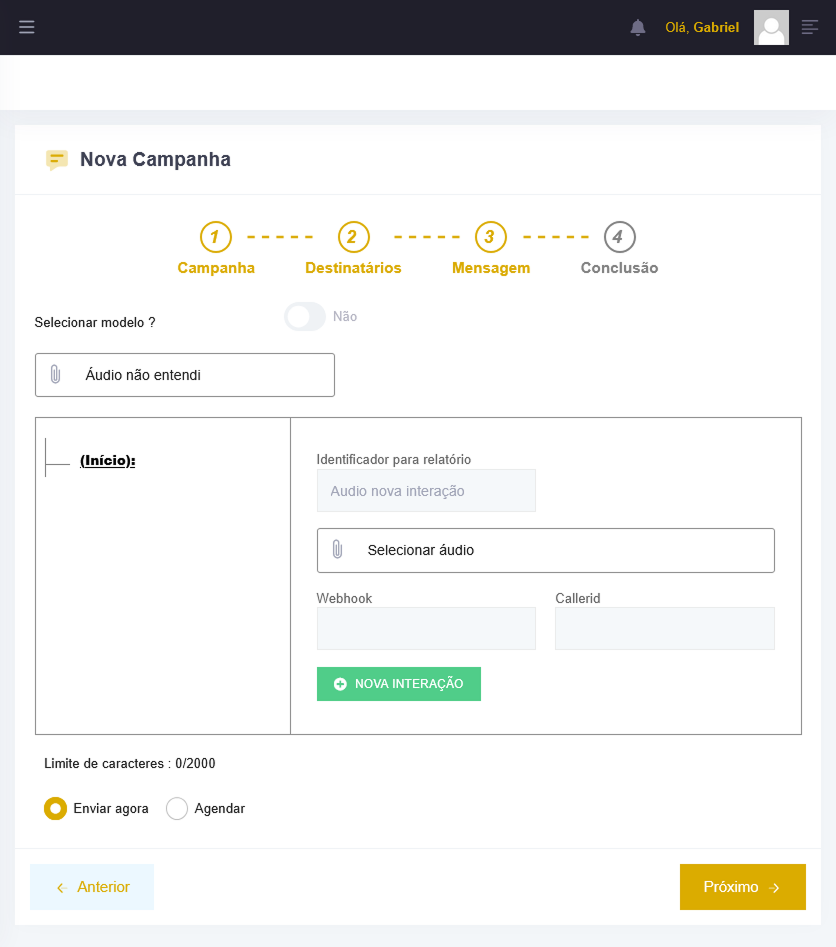 Olá, Gabriel
Nova Campanha
1 2 3 4
Campanha Destinatários Mensagem Conclusão
Selecionar modelo ? Não
Áudio não entendi
(Início):
Identificador para relatório
Audio nova interação
Selecionar áudio
Webhook Callerid
NOVA INTERAÇÃO
Limite de caracteres : 0/2000
Enviar agora Agendar
Anterior Próximo